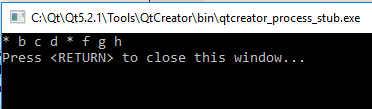 C:\Qt\Qt5.2.1\Tools\QtCreator\bin\qtcreator_process_stub.exe
* b c d * f g h
Press <RETURN> to close this window...